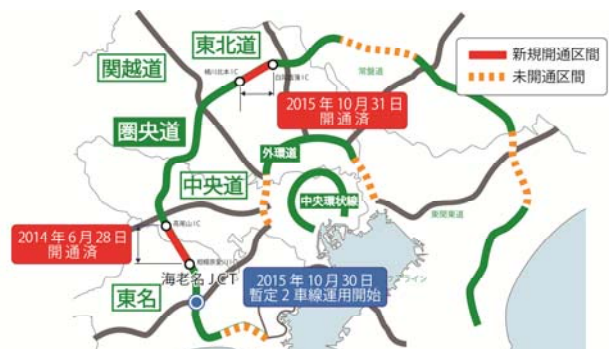 東北道
関越道
桶川北本IC
白岡菖蒲IC
常磐道
新規開通区間
未開通区間
2015年10月31日
開通済
圏央道
外環道
中央道
中央環状線
高尾山IC
東関東道
2014年6月28日
開通済
相模原愛川IC
海老名JCT
2015年10月30日
暫定2車線運用開始
東名